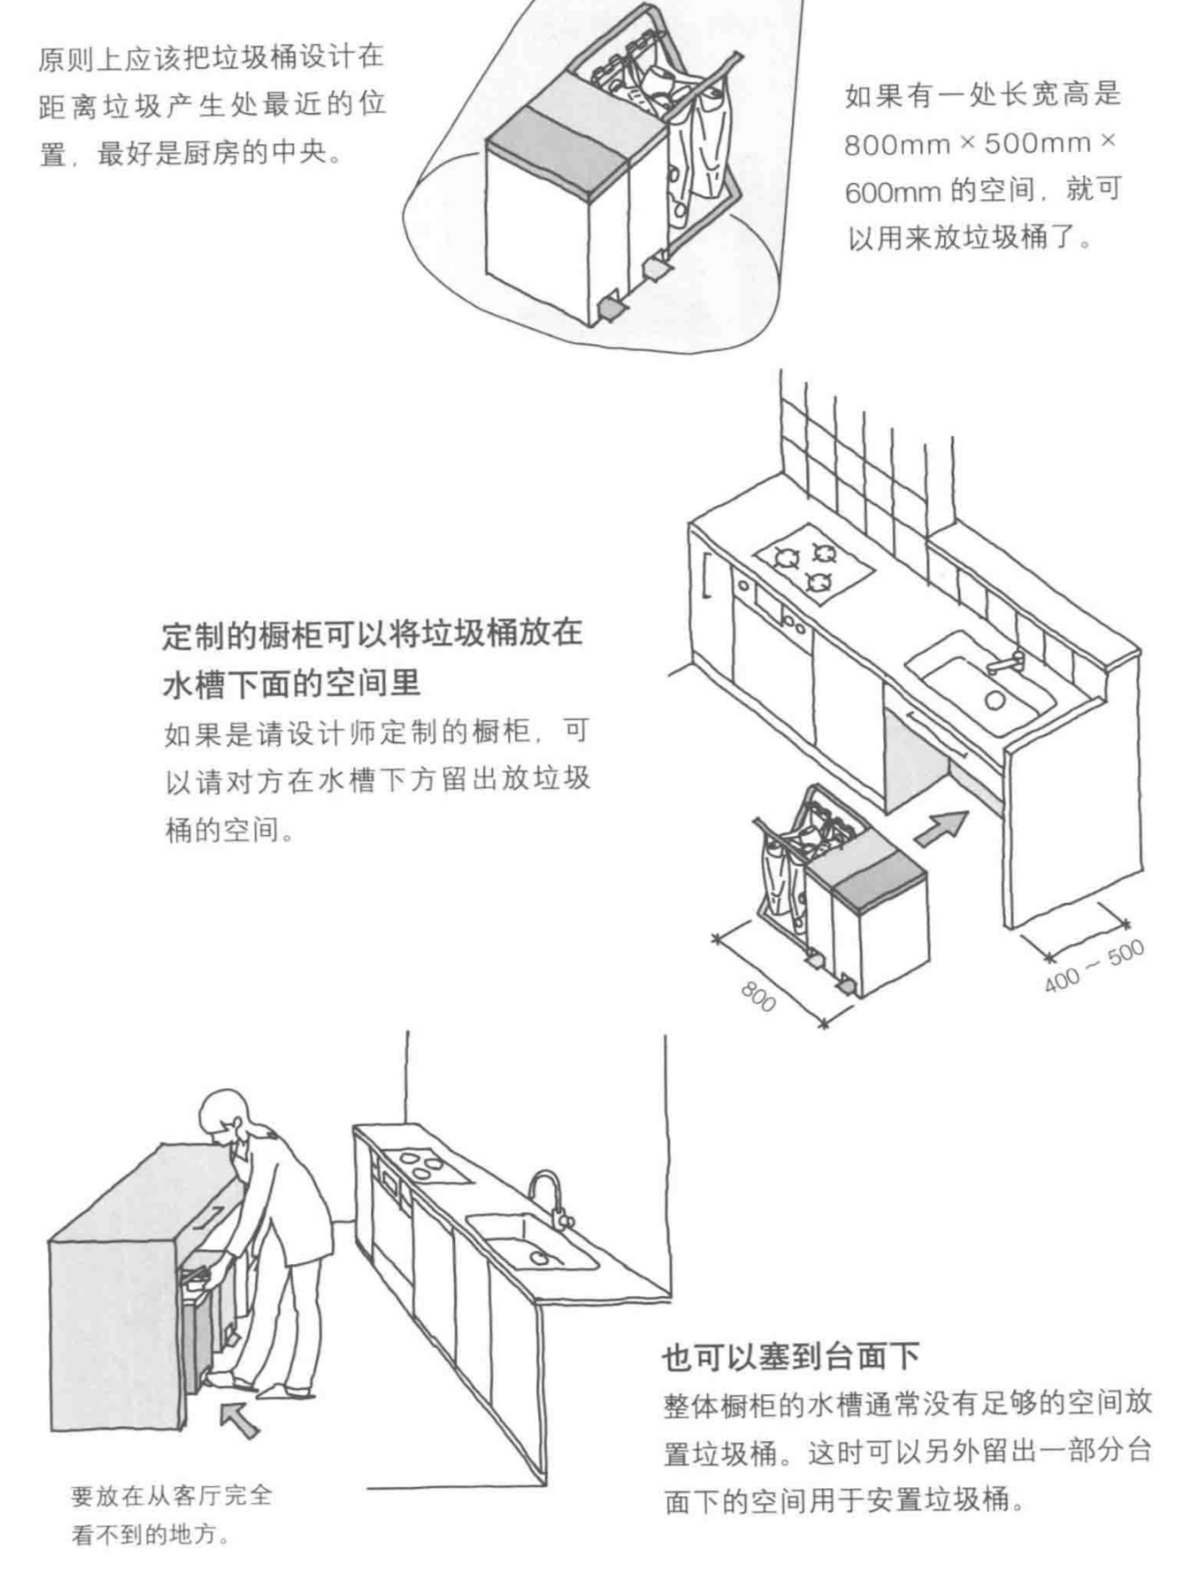 原则上应该把垃圾桶设计在
距离垃圾产生处最近的位
置，最好是厨房的中央。
如果有一处长宽高是
800mm × 500mm ×
600mm 的空间，就可
以用来放垃圾桶了。
定制的橱柜可以将垃圾桶放在
水槽下面的空间里
如果是请设计师定制的橱柜，可
以请对方在水槽下方留出放垃圾
桶的空间。
800
400 ~ 500
也可以塞到台面下
整体橱柜的水槽通常没有足够的空间放
置垃圾桶。这时可以另外留出一部分台
面下的空间用于安置垃圾桶。
要放在从客厅完全
看不到的地方。